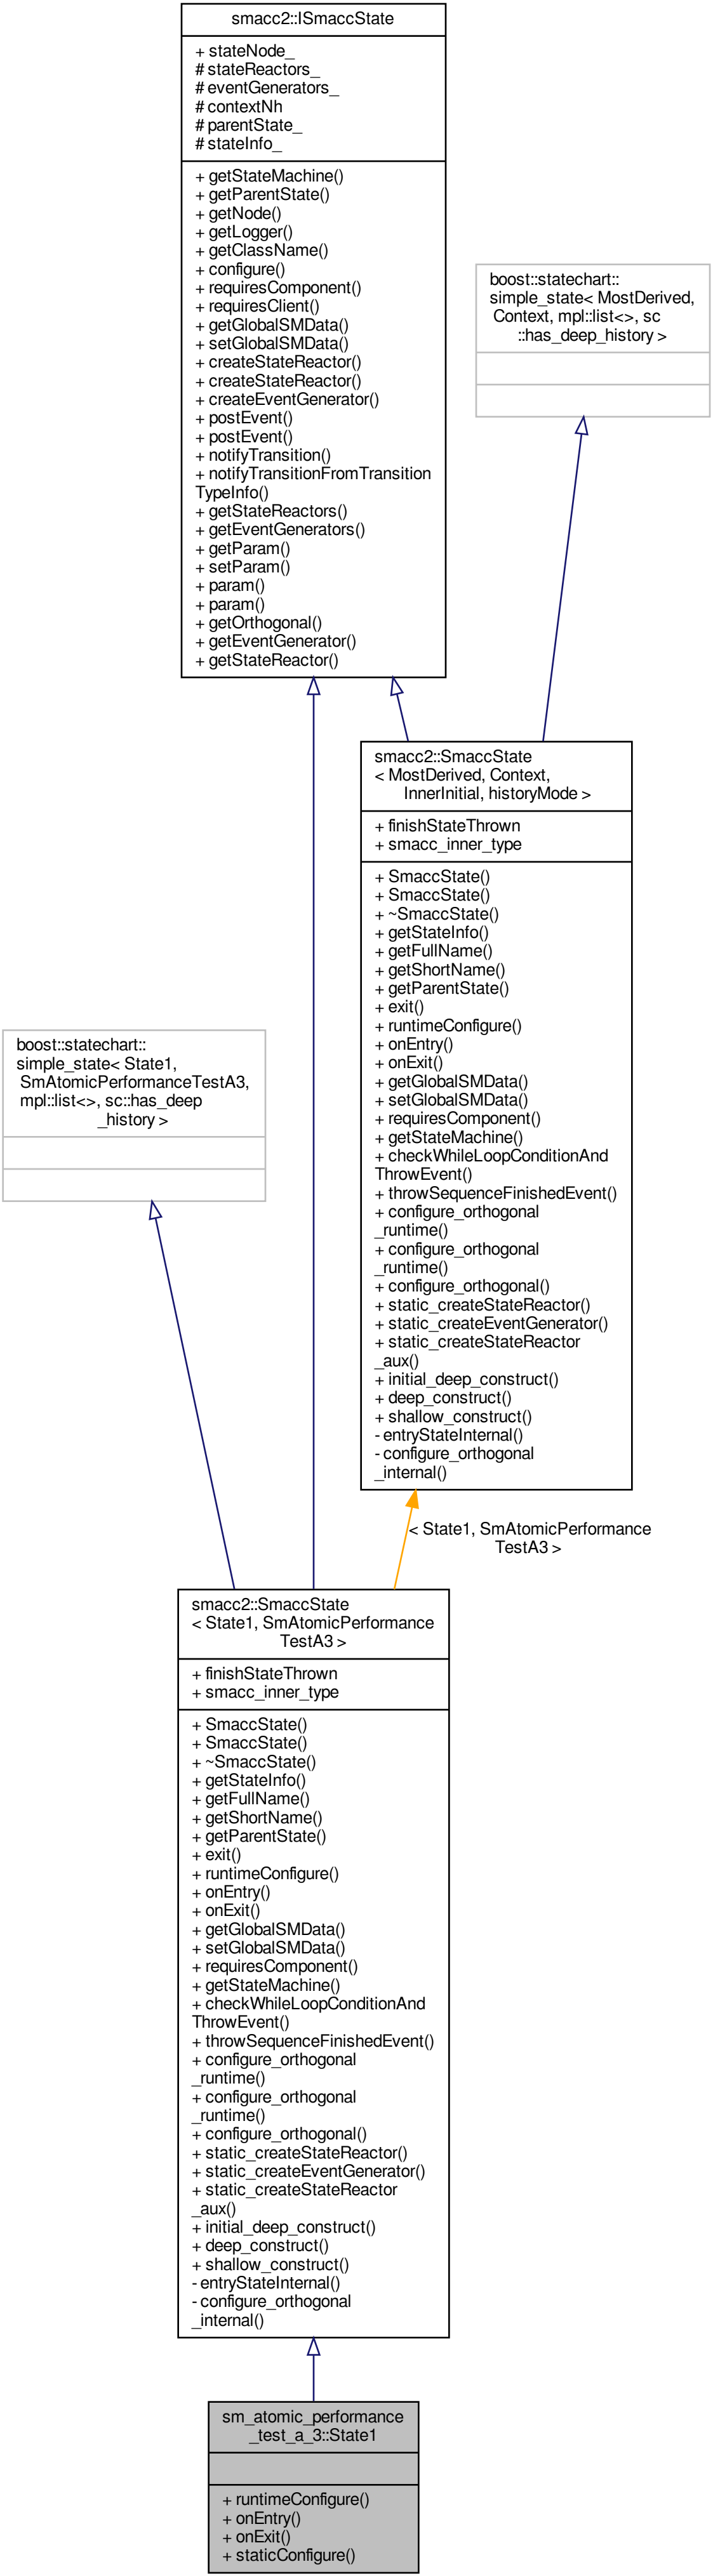 smacc2::ISmaccState
+ stateNode_
# stateReactors_
# eventGenerators_
# contextNh
# parentState_
# stateInfo_
+ getStateMachine()
+ getParentState()
+ getNode()
+ getLogger()
+ getClassName()
+ configure()
+ requiresComponent()
+ requiresClient()
+ getGlobalSMData()
+ setGlobalSMData()
+ createStateReactor()
+ createStateReactor()
+ createEventGenerator()
+ postEvent()
+ postEvent()
+ notifyTransition()
+ notifyTransitionFromTransition
TypeInfo()
+ getStateReactors()
+ getEventGenerators()
+ getParam()
+ setParam()
+ param()
+ param()
+ getOrthogonal()
+ getEventGenerator()
+ getStateReactor()
boost::statechart::
simple_state< MostDerived,
Context, mpl::list<>, sc
::has_deep_history >
smacc2::SmaccState
< MostDerived, Context,
InnerInitial, historyMode >
+ finishStateThrown
+ smacc_inner_type
+ SmaccState()
+ SmaccState()
+ ~SmaccState()
+ getStateInfo()
+ getFullName()
+ getShortName()
+ getParentState()
+ exit()
+ runtimeConfigure()
+ onEntry()
+ onExit()
+ getGlobalSMData()
+ setGlobalSMData()
+ requiresComponent()
+ getStateMachine()
+ checkWhileLoopConditionAnd
ThrowEvent()
+ throwSequenceFinishedEvent()
+ configure_orthogonal
_runtime()
+ configure_orthogonal
_runtime()
+ configure_orthogonal()
+ static_createStateReactor()
+ static_createEventGenerator()
+ static_createStateReactor
_aux()
+ initial_deep_construct()
+ deep_construct()
+ shallow_construct()
- entryStateInternal()
- configure_orthogonal
_internal()
boost::statechart::
simple_state< State1,
SmAtomicPerformanceTestA3,
mpl::list<>, sc::has_deep
_history >
< State1, SmAtomicPerformance
TestA3 >
smacc2::SmaccState
< State1, SmAtomicPerformance
TestA3 >
+ finishStateThrown
+ smacc_inner_type
+ SmaccState()
+ SmaccState()
+ ~SmaccState()
+ getStateInfo()
+ getFullName()
+ getShortName()
+ getParentState()
+ exit()
+ runtimeConfigure()
+ onEntry()
+ onExit()
+ getGlobalSMData()
+ setGlobalSMData()
+ requiresComponent()
+ getStateMachine()
+ checkWhileLoopConditionAnd
ThrowEvent()
+ throwSequenceFinishedEvent()
+ configure_orthogonal
_runtime()
+ configure_orthogonal
_runtime()
+ configure_orthogonal()
+ static_createStateReactor()
+ static_createEventGenerator()
+ static_createStateReactor
_aux()
+ initial_deep_construct()
+ deep_construct()
+ shallow_construct()
- entryStateInternal()
- configure_orthogonal
_internal()
sm_atomic_performance
_test_a_3::State1
+ runtimeConfigure()
+ onEntry()
+ onExit()
+ staticConfigure()